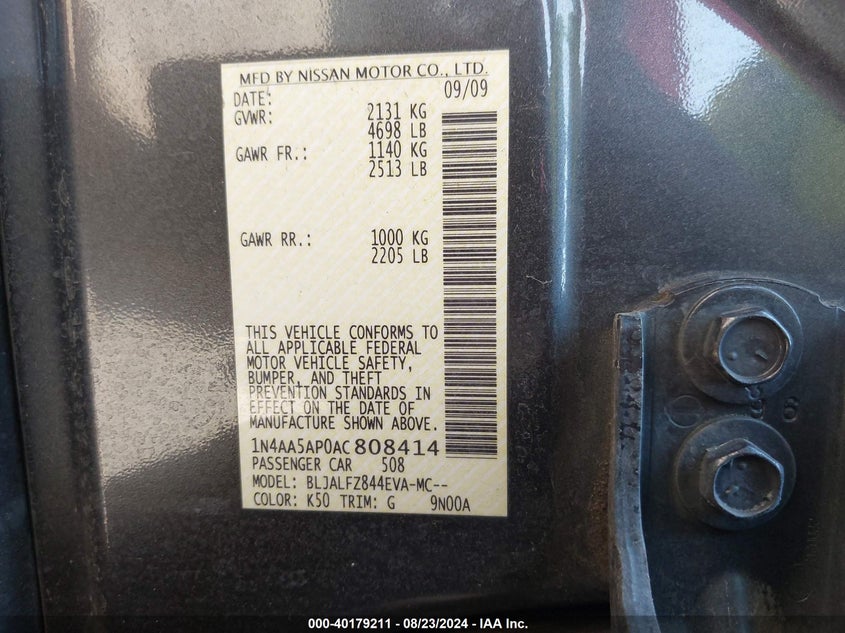 MFD BY NISSAN MOTOR CO., LTD.
DATE: 09/09
GVWR: 2131 KG
4698 LB
GAWR FR.: 1140 KG
2513 LB
GAWR RR.: 1000 KG
2205 LB
THIS VEHICLE CONFORMS TO
ALL APPLICABLE FEDERAL
MOTOR VEHICLE SAFETY,
BUMPER, AND THEFT
PREVENTION STANDARDS IN
EFFECT ON THE DATE OF
MANUFACTURE SHOWN ABOVE.
1N4AA5AP0AC808414
PASSENGER CAR 508
MODEL: BLJALFZ844EVA-MC--
COLOR: K50 TRIM: G 9N00A
000-40179211 - 08/23/2024 - IAA Inc.